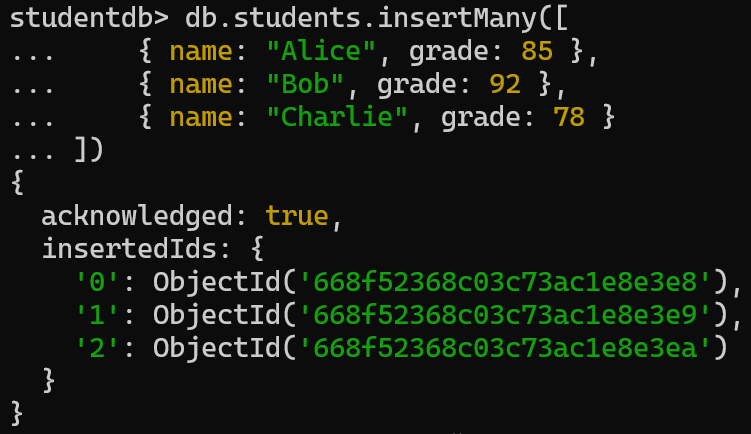 studentdb> db.students.insertMany([
...     { name: "Alice", grade: 85 },
...     { name: "Bob", grade: 92 },
...     { name: "Charlie", grade: 78 }
... ])
{
  acknowledged: true,
  insertedIds: {
    '0': ObjectId('668f52368c03c73ac1e8e3e8'),
    '1': ObjectId('668f52368c03c73ac1e8e3e9'),
    '2': ObjectId('668f52368c03c73ac1e8e3ea')
  }
}